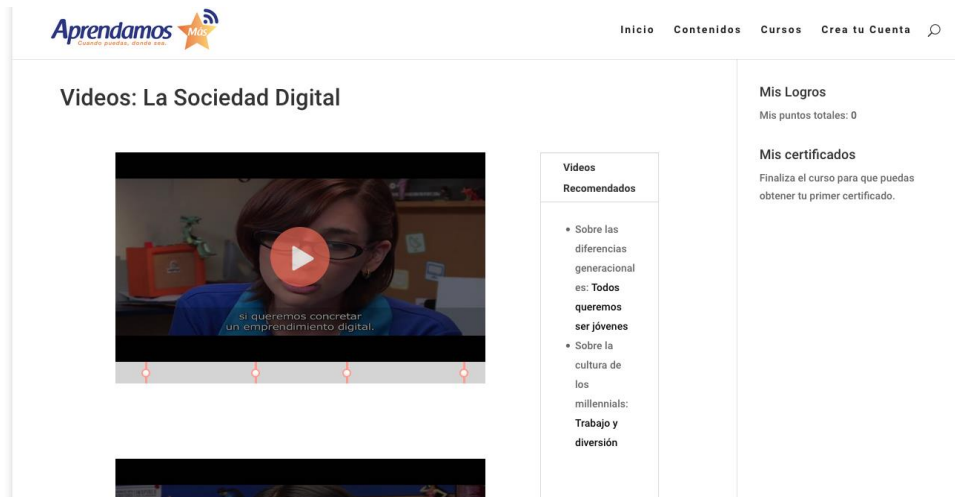 Aprendamos
Más
Cuando puedas, donde sea.
Inicio Contenidos Cursos Crea tu Cuenta
Videos: La Sociedad Digital
si queremos concretar
un emprendimiento digital.
Videos
Recomendados
Sobre las
diferencias
generacional
es: Todos
queremos
ser jóvenes
Sobre la
cultura de
los
millennials:
Trabajo y
diversión
Mis Logros
Mis puntos totales: 0
Mis certificados
Finaliza el curso para que puedas
obtener tu primer certificado.